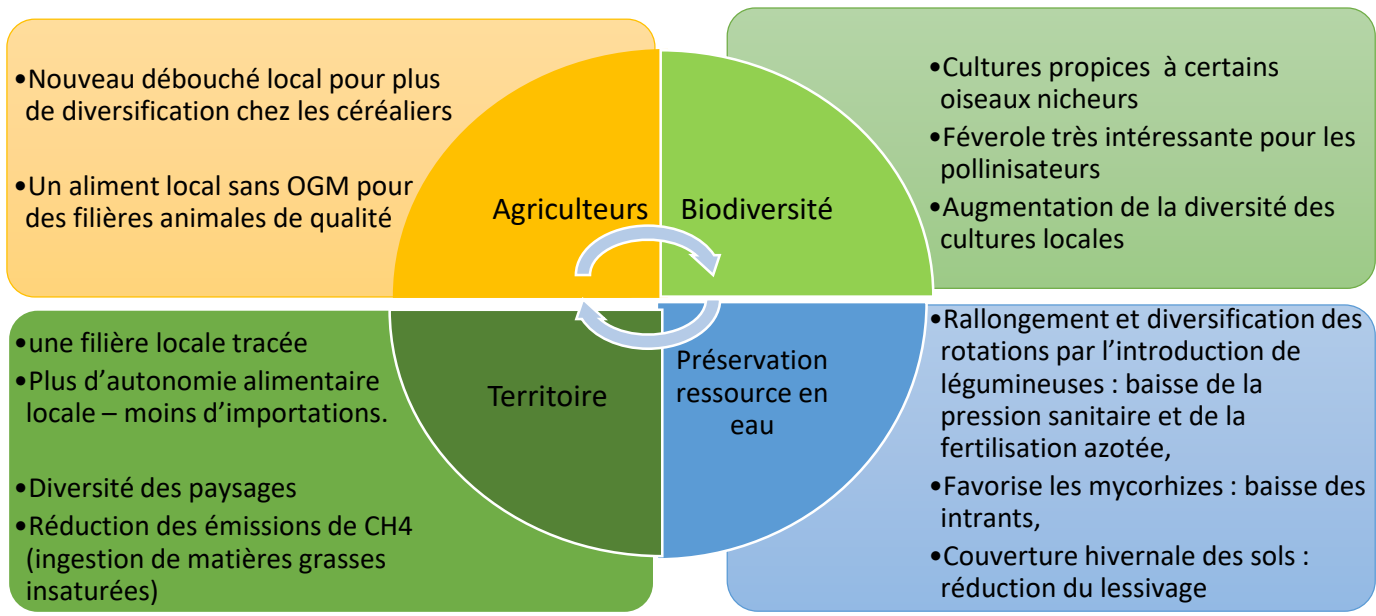 •Nouveau débouché local pour plus
de diversification chez les céréaliers
•Un aliment local sans OGM pour
des filières animales de qualité
Agriculteurs
Biodiversité
•Cultures propices à certains
oiseaux nicheurs
•Féverole très intéressante pour les
pollinisateurs
•Augmentation de la diversité des
cultures locales
•une filière locale tracée
•Plus d’autonomie alimentaire
locale – moins d’importations.
•Diversité des paysages
•Réduction des émissions de CH4
(ingestion de matières grasses
insaturées)
Territoire
Préservation
ressource en
eau
•Rallongement et diversification des
rotations par l’introduction de
légumineuses : baisse de la
pression sanitaire et de la
fertilisation azotée,
•Favorise les mycorhizes : baisse des
intrants,
•Couverture hivernale des sols :
réduction du lessivage